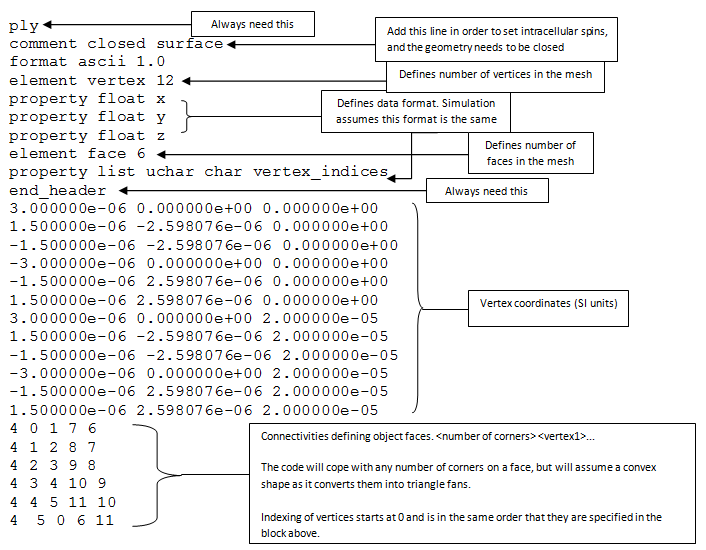 ply
Always need this
comment closed surface
Add this line in order to set intracellular spins,
and the geometry needs to be closed
format ascii 1.0
element vertex 12
Defines number of vertices in the mesh
property float x
property float y
property float z
Defines data format. Simulation
assumes this format is the same
element face 6
Defines number of
faces in the mesh
property list uchar char vertex_indices
end_header
Always need this
3.000000e-06 0.000000e+00 0.000000e+00
1.500000e-06 -2.598076e-06 0.000000e+00
-1.500000e-06 -2.598076e-06 0.000000e+00
-3.000000e-06 0.000000e+00 0.000000e+00
-1.500000e-06 2.598076e-06 0.000000e+00
1.500000e-06 2.598076e-06 0.000000e+00
3.000000e-06 0.000000e+00 2.000000e-05
1.500000e-06 -2.598076e-06 2.000000e-05
-1.500000e-06 -2.598076e-06 2.000000e-05
-3.000000e-06 0.000000e+00 2.000000e-05
-1.500000e-06 2.598076e-06 2.000000e-05
1.500000e-06 2.598076e-06 2.000000e-05
Vertex coordinates (SI units)
4 0 1 7 6
4 1 2 8 7
4 2 3 9 8
4 3 4 10 9
4 4 5 11 10
4 5 0 6 11
Connectivities defining object faces. <number of corners><vertex1>...
The code will cope with any number of corners on a face, but will assume a convex
shape as it converts them into triangle fans.
Indexing of vertices starts at 0 and is in the same order that they are specified in the
block above.